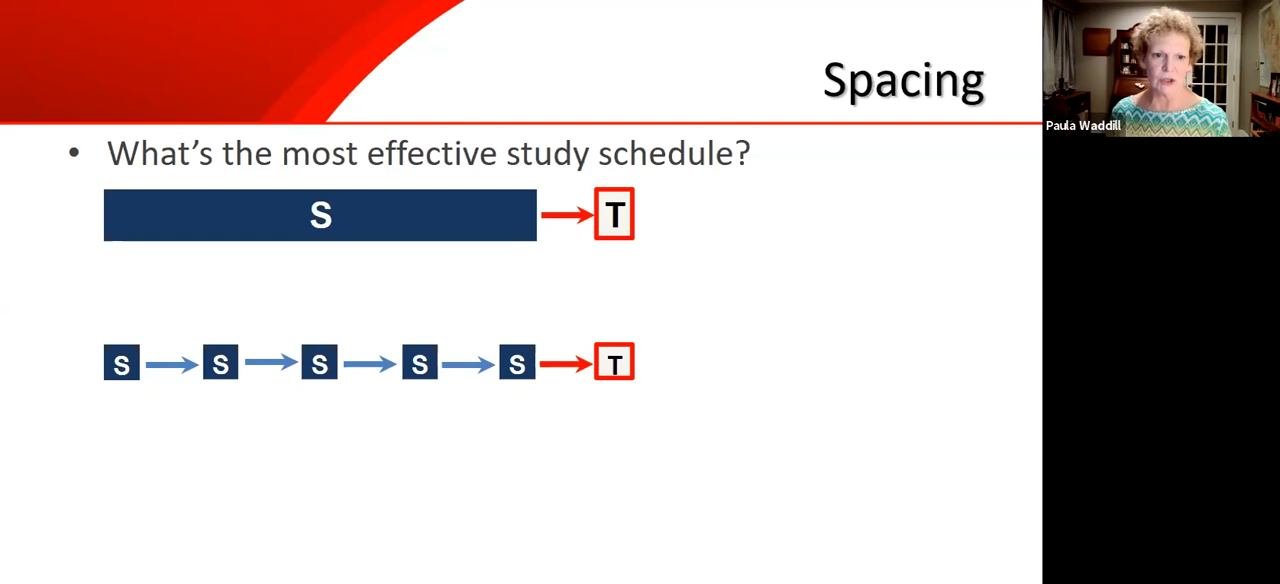 Spacing
Paula Waddill
• What's the most effective study schedule?
S T
S S S S S T